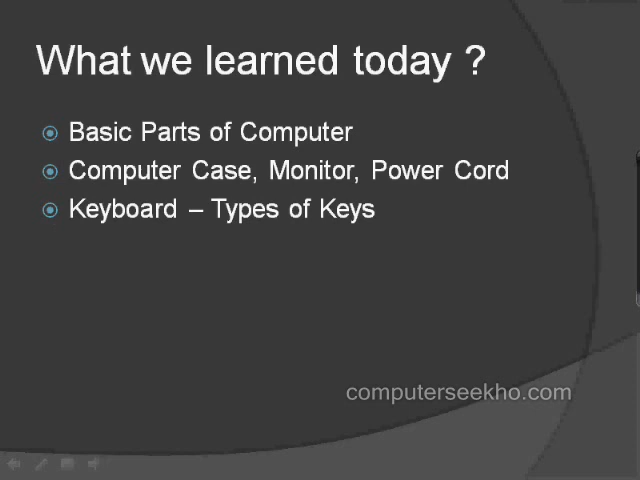 What we learned today ?
Basic Parts of Computer
Computer Case, Monitor, Power Cord
Keyboard – Types of Keys
computerseekho.com